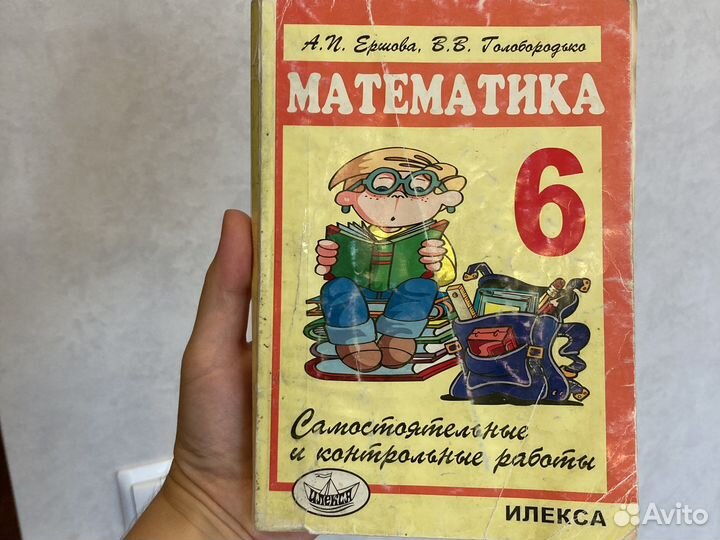 А.П. Ершова, В.В. Голобородько
МАТЕМАТИКА
6
Самостоятельные
и контрольные работы
ИЛЕКСА
ИЛЕКСА
Avito